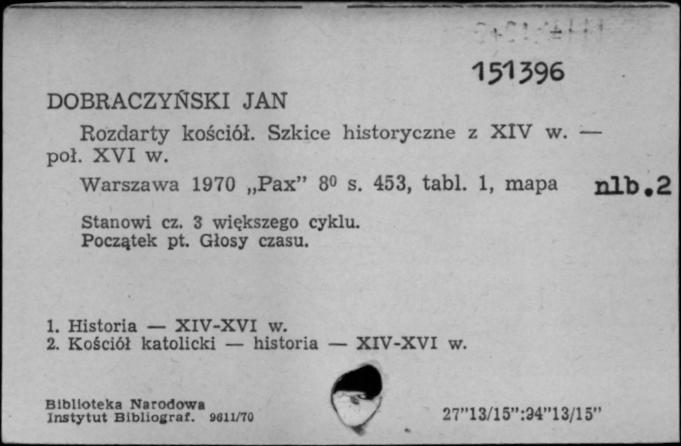 151396
DOBRACZYŃSKI JAN
Rozdarty kościół. Szkice historyczne z XIV w. —
poł. XVI w.
Warszawa 1970 „Pax” 8⁰ s. 453, tabl. 1, mapa nlb.2
Stanowi cz. 3 większego cyklu.
Początek pt. Głosy czasu.
1. Historia — XIV-XVI w.
2. Kościół katolicki — historia — XIV-XVI w.
Biblioteka Narodowa
Instytut Bibliograf. 9611/70 27”13/15”:94”13/15”